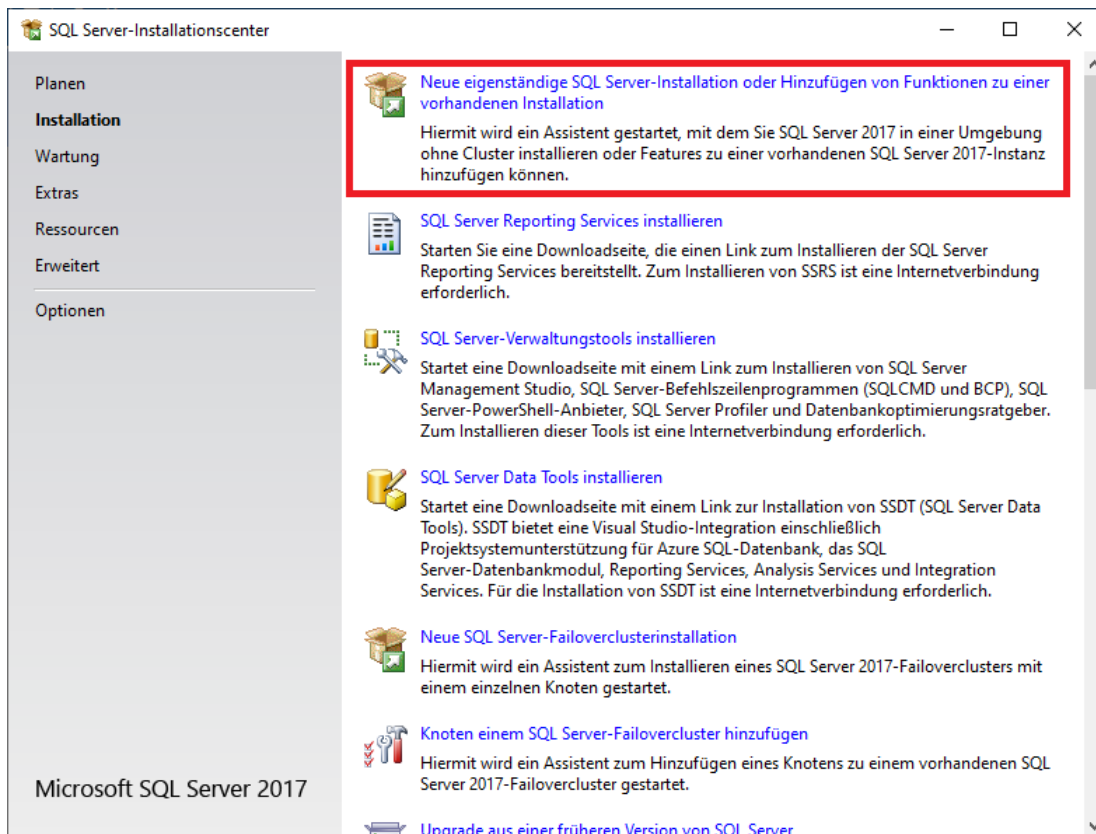 SQL Server-Installationscenter
Planen
Installation
Wartung
Extras
Ressourcen
Erweitert
Optionen
Microsoft SQL Server 2017
Neue eigenständige SQL Server-Installation oder Hinzufügen von Funktionen zu einer
vorhandenen Installation
Hiermit wird ein Assistent gestartet, mit dem Sie SQL Server 2017 in einer Umgebung
ohne Cluster installieren oder Features zu einer vorhandenen SQL Server 2017-Instanz
hinzufügen können.
SQL Server Reporting Services installieren
Starten Sie eine Downloadseite, die einen Link zum Installieren der SQL Server
Reporting Services bereitstellt. Zum Installieren von SSRS ist eine Internetverbindung
erforderlich.
SQL Server-Verwaltungstools installieren
Startet eine Downloadseite mit einem Link zum Installieren von SQL Server
Management Studio, SQL Server-Befehlszeilenprogrammen (SQLCMD und BCP), SQL
Server-PowerShell-Anbieter, SQL Server Profiler und Datenbankoptimierungsratgeber.
Zum Installieren dieser Tools ist eine Internetverbindung erforderlich.
SQL Server Data Tools installieren
Startet eine Downloadseite mit einem Link zur Installation von SSDT (SQL Server Data
Tools). SSDT bietet eine Visual Studio-Integration einschließlich
Projektsystemunterstützung für Azure SQL-Datenbank, das SQL
Server-Datenbankmodul, Reporting Services, Analysis Services und Integration
Services. Für die Installation von SSDT ist eine Internetverbindung erforderlich.
Neue SQL Server-Failoverclusterinstallation
Hiermit wird ein Assistent zum Installieren eines SQL Server 2017-Failoverclusters mit
einem einzelnen Knoten gestartet.
Knoten einem SQL Server-Failovercluster hinzufügen
Hiermit wird ein Assistent zum Hinzufügen eines Knotens zu einem vorhandenen SQL
Server 2017-Failovercluster gestartet.
Upgrade aus einer früheren Version von SQL Server